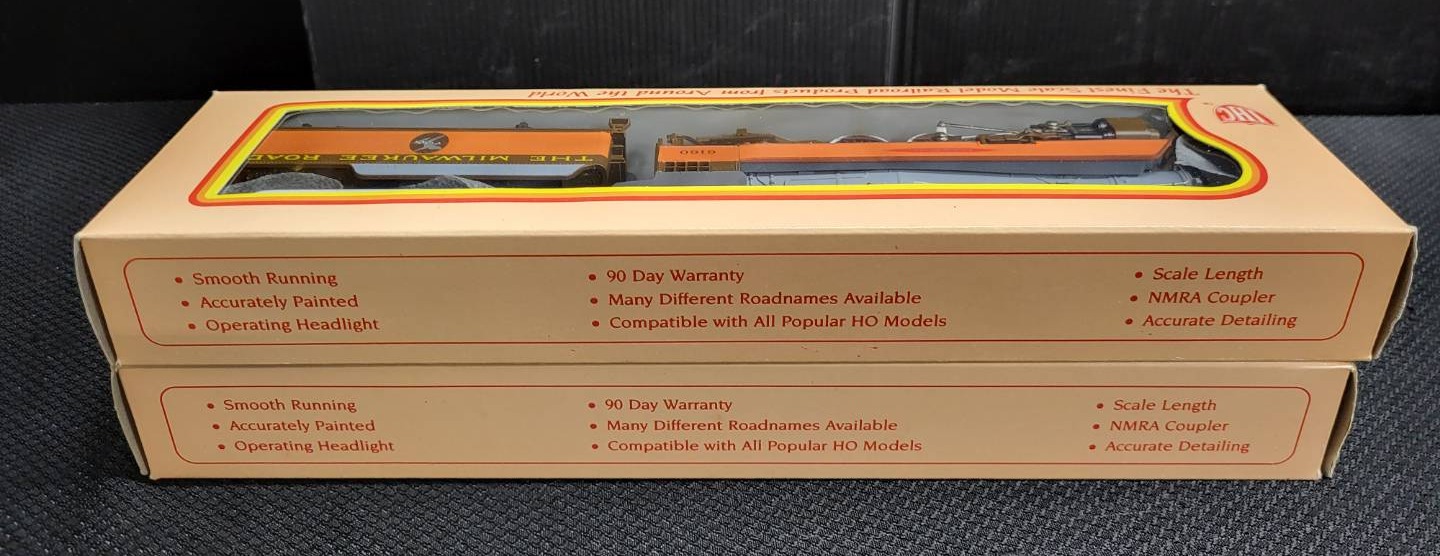 The Finest Scale Model Railroad Products from Around the World
IHC
THE MILWAUKEE ROAD
• Smooth Running
• Accurately Painted
• Operating Headlight
• 90 Day Warranty
• Many Different Roadnames Available
• Compatible with All Popular HO Models
• Scale Length
• NMRA Coupler
• Accurate Detailing
• Smooth Running
• Accurately Painted
• Operating Headlight
• 90 Day Warranty
• Many Different Roadnames Available
• Compatible with All Popular HO Models
• Scale Length
• NMRA Coupler
• Accurate Detailing